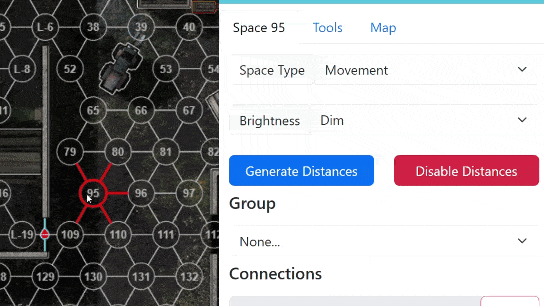 L-6 38 39 40
L-8 52 53 54
65 66 67
79 80 81 82
95 96 97
L-19 109 110 111
129 130 131 132
Space 95 Tools Map
Space Type Movement
Brightness Dim
Generate Distances Disable Distances
Group
None...
Connections